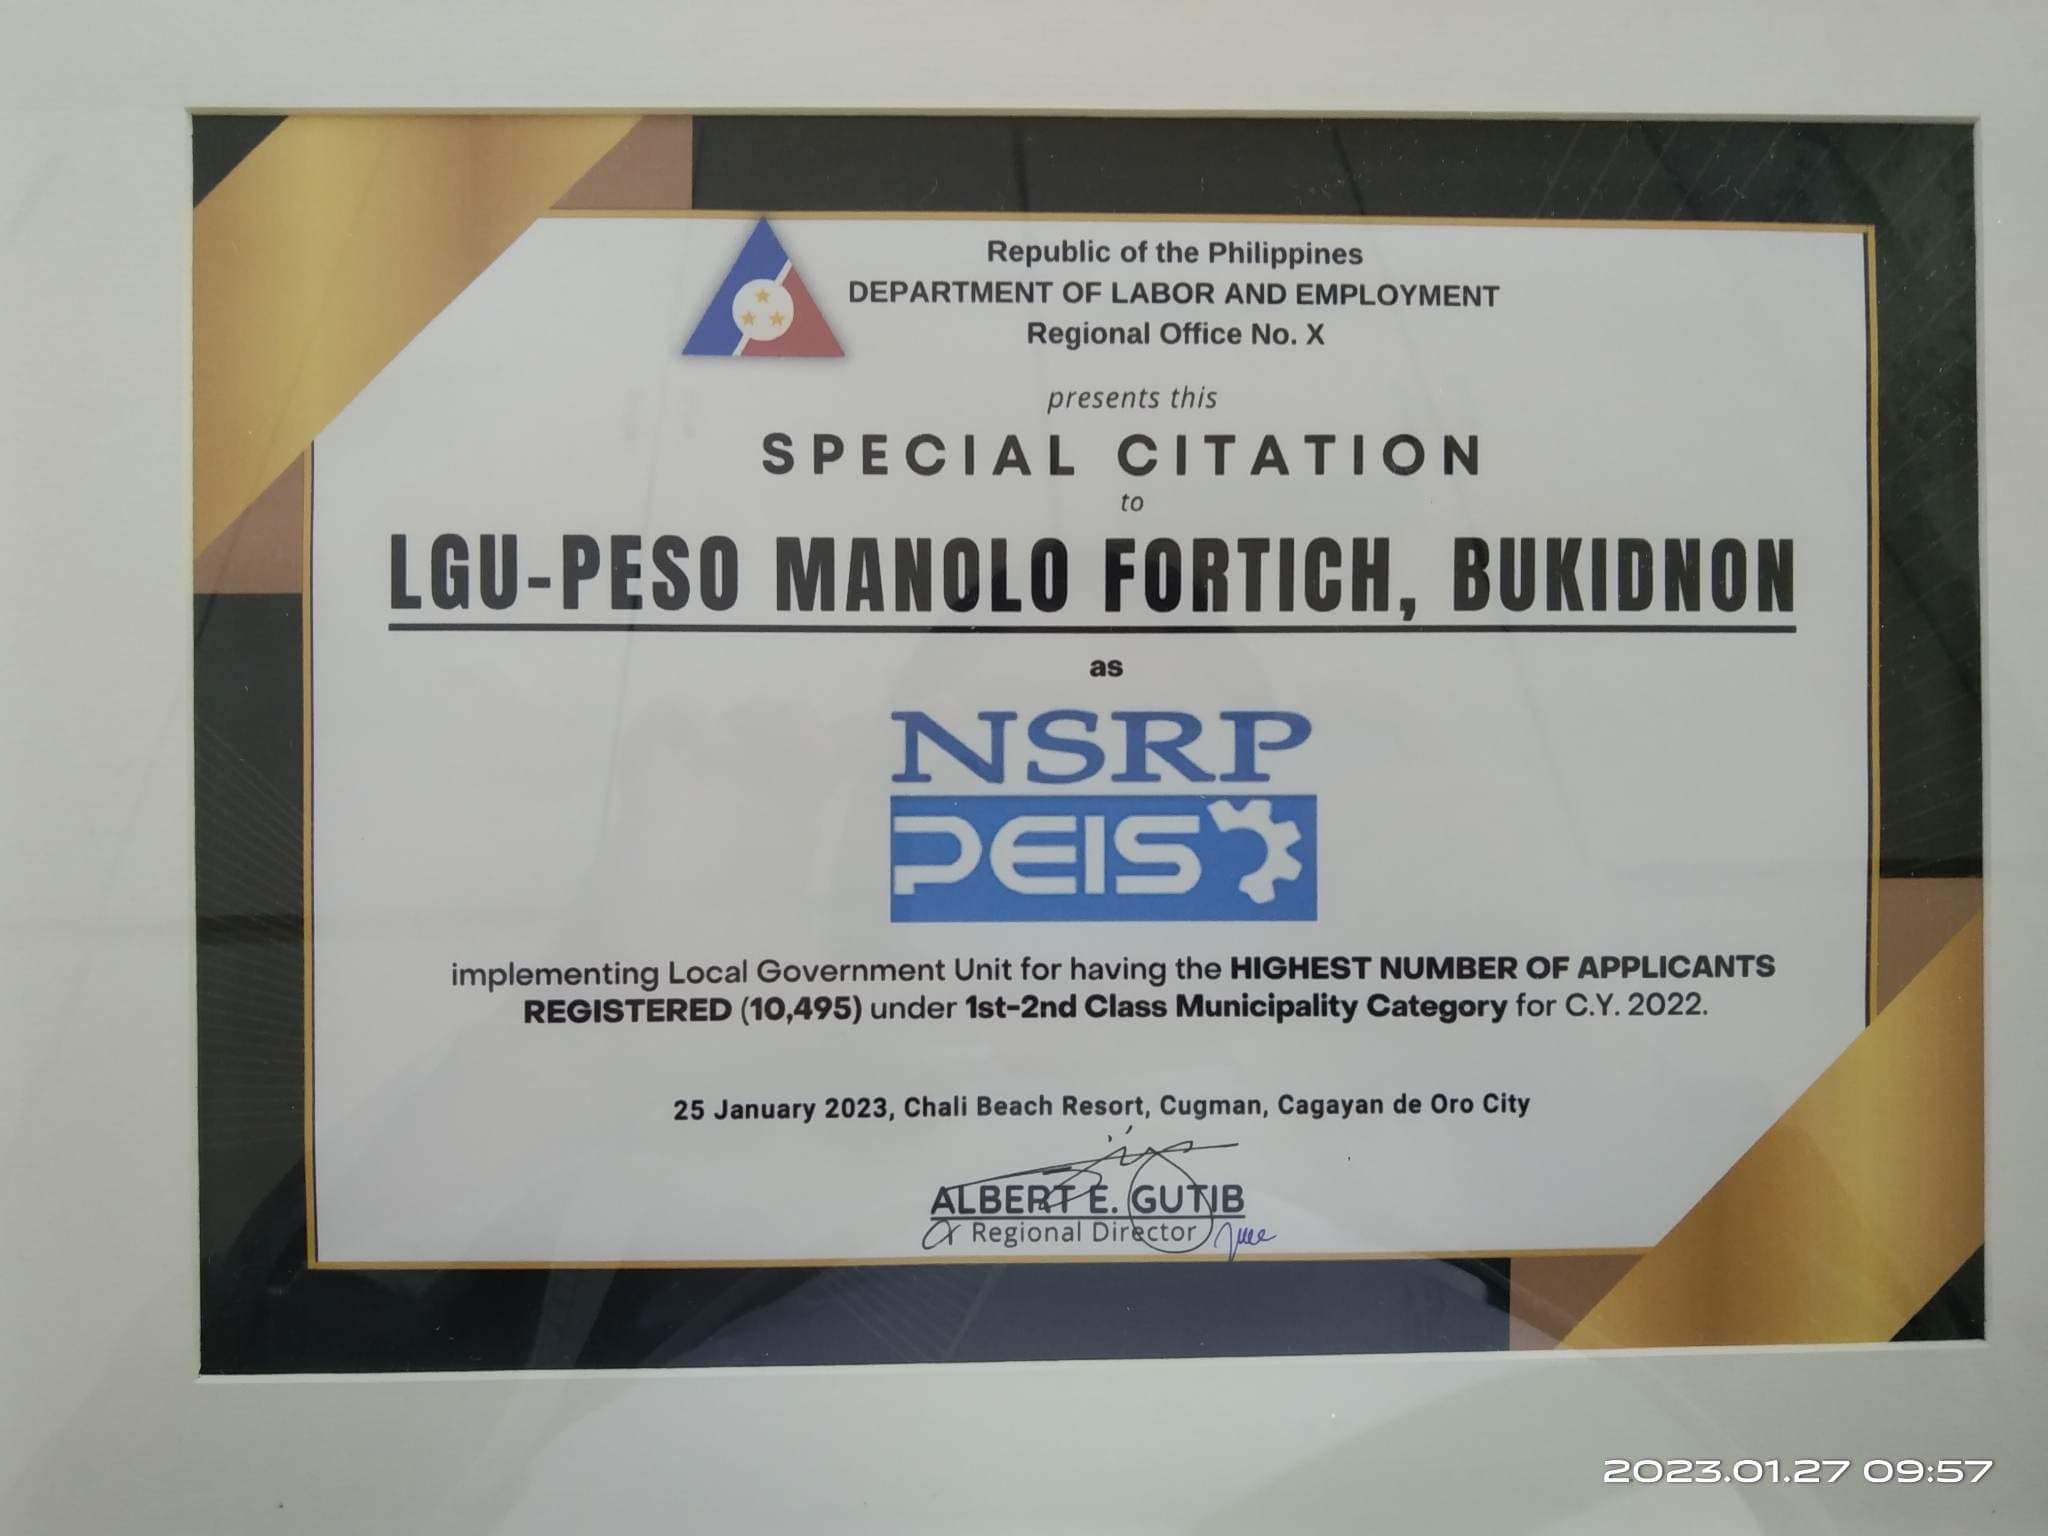 Republic of the Philippines
DEPARTMENT OF LABOR AND EMPLOYMENT
Regional Office No. X
presents this
SPECIAL CITATION
to
LGU-PESO MANOLO FORTICH, BUKIDNON
as
NSRP
PEIS
implementing Local Government Unit for having the HIGHEST NUMBER OF APPLICANTS
REGISTERED (10,495) under 1st-2nd Class Municipality Category for C.Y. 2022.
25 January 2023, Chali Beach Resort, Cugman, Cagayan de Oro City
ALBERT E. GUTIB
Regional Director
2023.01.27 09:57